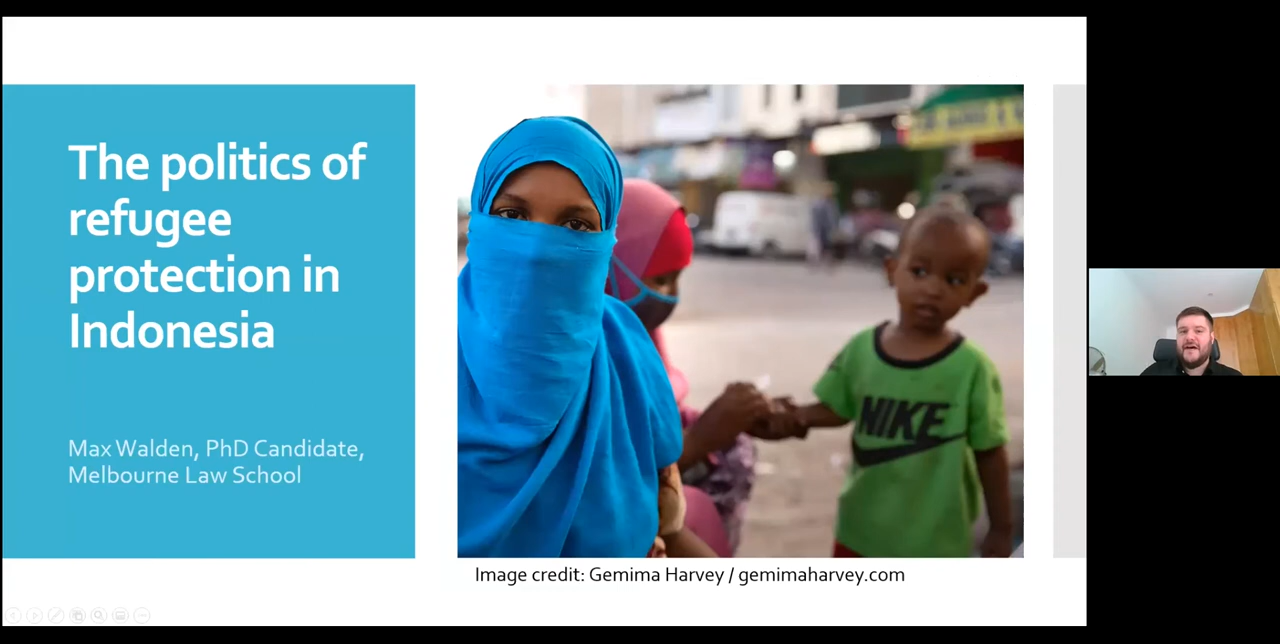 The politics of
refugee
protection in
Indonesia
Max Walden, PhD Candidate,
Melbourne Law School
NIKE
Image credit: Gemima Harvey / gemimaharvey.com